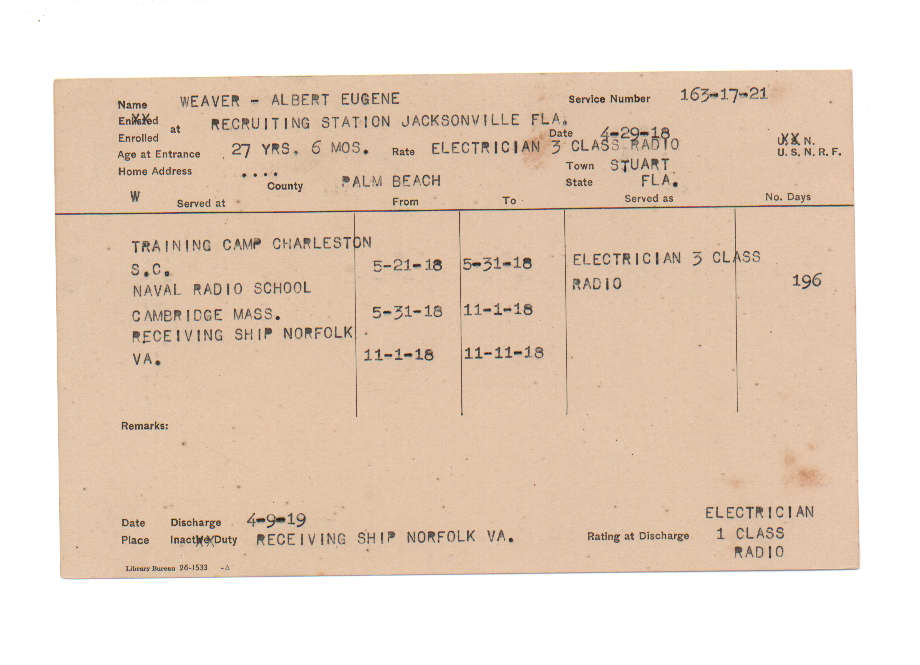 Name WEAVER - ALBERT EUGENE Service Number 163-17-21
Enlisted
Enrolled at RECRUITING STATION JACKSONVILLE FLA. Date 4-29-18 U.S.N.
Age at Entrance 27 YRS. 6 MOS. Rate ELECTRICIAN 3 CLASS RADIO U.S.N.R.F.
Home Address .... Town STUART
County PALM BEACH State FLA.
W Served at From To Served as No. Days
TRAINING CAMP CHARLESTON
S.C. 5-21-18 5-31-18 ELECTRICIAN 3 CLASS
NAVAL RADIO SCHOOL RADIO 196
CAMBRIDGE MASS. 5-31-18 11-1-18
RECEIVING SHIP NORFOLK
VA. 11-1-18 11-11-18
Remarks:
ELECTRICIAN
Date Discharge 4-9-19
Place Inactive Duty RECEIVING SHIP NORFOLK VA. Rating at Discharge 1 CLASS
RADIO
Library Bureau 26-1533 -A